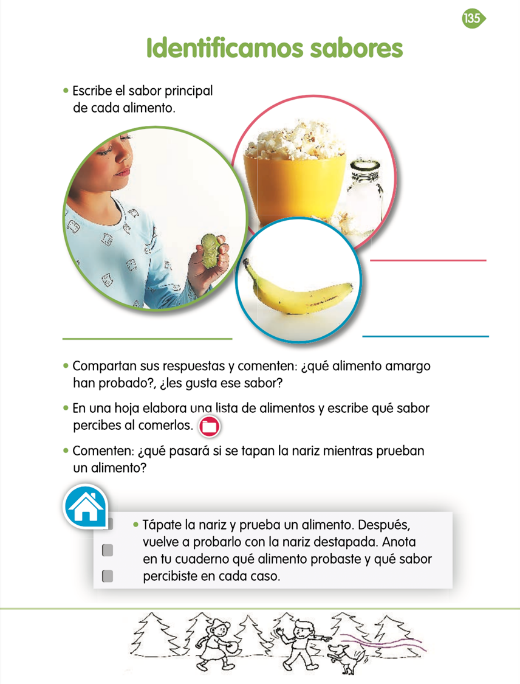 135
Identificamos sabores
• Escribe el sabor principal
de cada alimento.
• Compartan sus respuestas y comenten: ¿qué alimento amargo
han probado?, ¿les gusta ese sabor?
• En una hoja elabora una lista de alimentos y escribe qué sabor
percibes al comerlos.
• Comenten: ¿qué pasará si se tapan la nariz mientras prueban
un alimento?
• Tápate la nariz y prueba un alimento. Después,
vuelve a probarlo con la nariz destapada. Anota
en tu cuaderno qué alimento probaste y qué sabor
percibiste en cada caso.